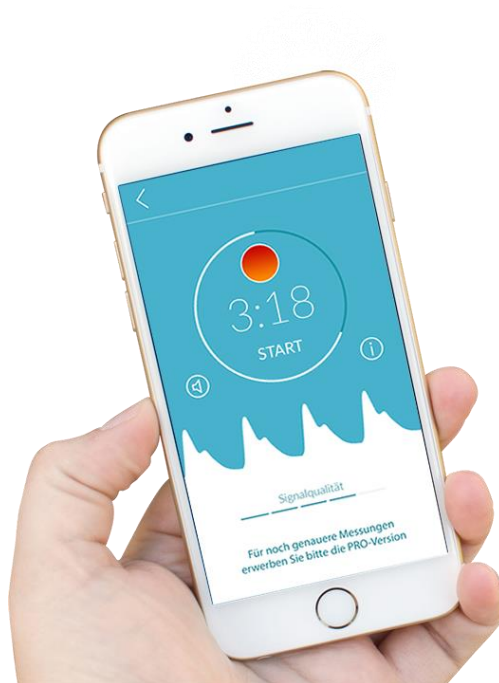 3:18
START
Signalqualität
Für noch genauere Messungen
erwerben Sie bitte die PRO-Version